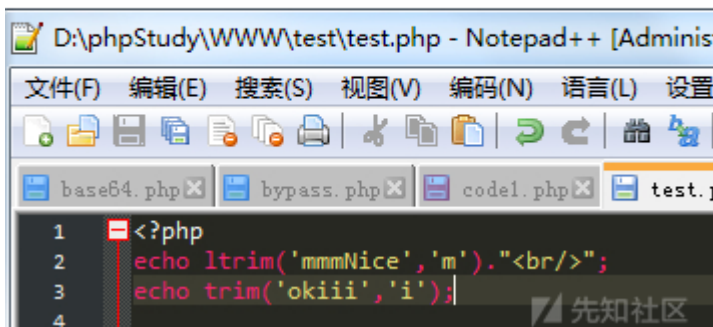 D:\phpStudy\WWW\test\test.php - Notepad++ [Adminis
文件(F) 编辑(E) 搜索(S) 视图(V) 编码(N) 语言(L) 设置
base64.php bypass.php code1.php test.p
1 <?php
2 echo ltrim('mmmNice','m')."<br/>";
3 echo trim('okiii','i');
4
先知社区